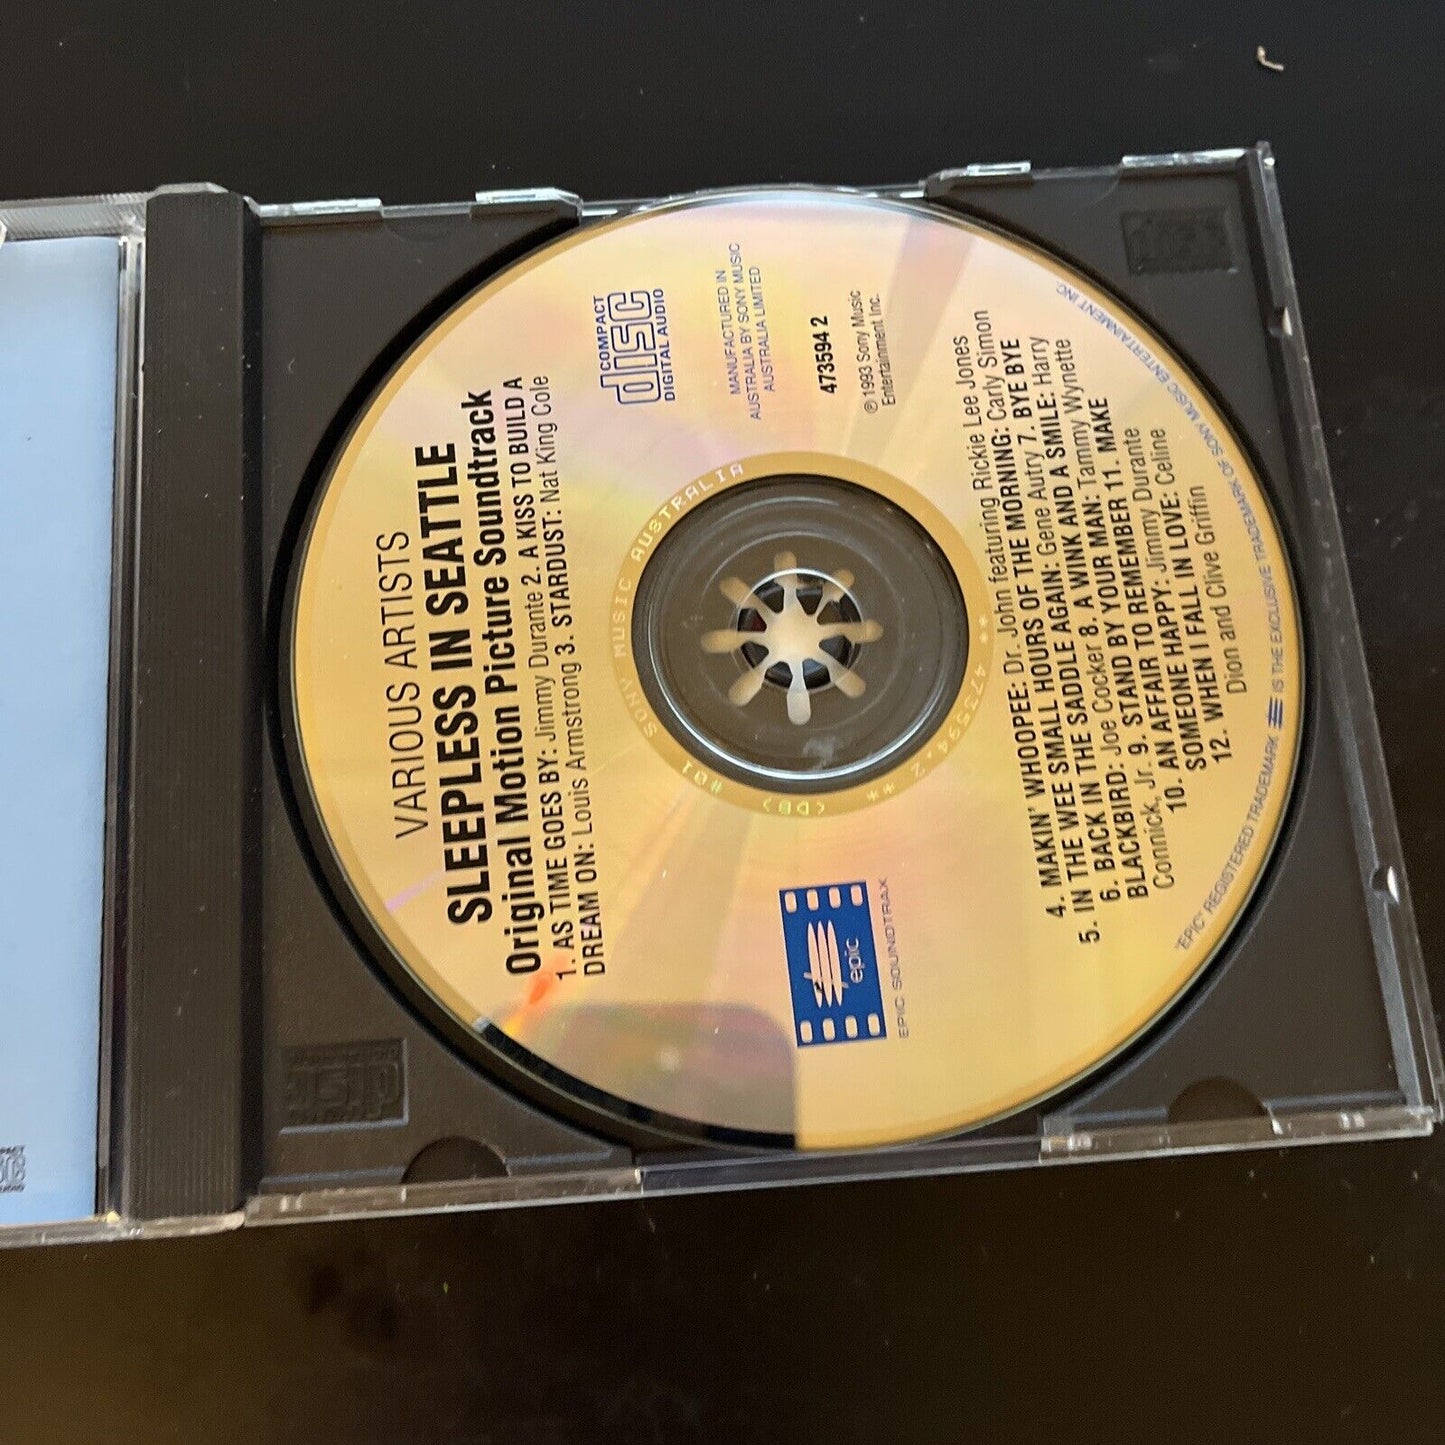 VARIOUS ARTISTS
SLEEPLESS IN SEATTLE
Original Motion Picture Soundtrack
1. AS TIME GOES BY: Jimmy Durante 2. A KISS TO BUILD A
DREAM ON: Louis Armstrong 3. STARDUST: Nat King Cole
COMPACT
disc
DIGITAL AUDIO
MANUFACTURED IN
AUSTRALIA BY SONY MUSIC
AUSTRALIA LIMITED
473594 2
℗ 1993 Sony Music
Entertainment Inc.
epic
EPIC SOUNDTRAX
SONY MUSIC AUSTRALIA
** 473594.2 **
4. MAKIN' WHOOPEE: Dr. John featuring Rickie Lee Jones
5. IN THE WEE SMALL HOURS OF THE MORNING: Carly Simon
6. BACK IN THE SADDLE AGAIN: Gene Autry 7. BYE BYE
BLACKBIRD: Joe Cocker 8. A WINK AND A SMILE: Harry
Connick, Jr. 9. STAND BY YOUR MAN: Tammy Wynette
10. AN AFFAIR TO REMEMBER: Jimmy Durante 11. MAKE
SOMEONE HAPPY: Jimmy Durante
12. WHEN I FALL IN LOVE: Celine
Dion and Clive Griffin
"EPIC" REGISTERED TRADEMARK IS THE EXCLUSIVE TRADEMARK OF SONY MUSIC ENTERTAINMENT INC.